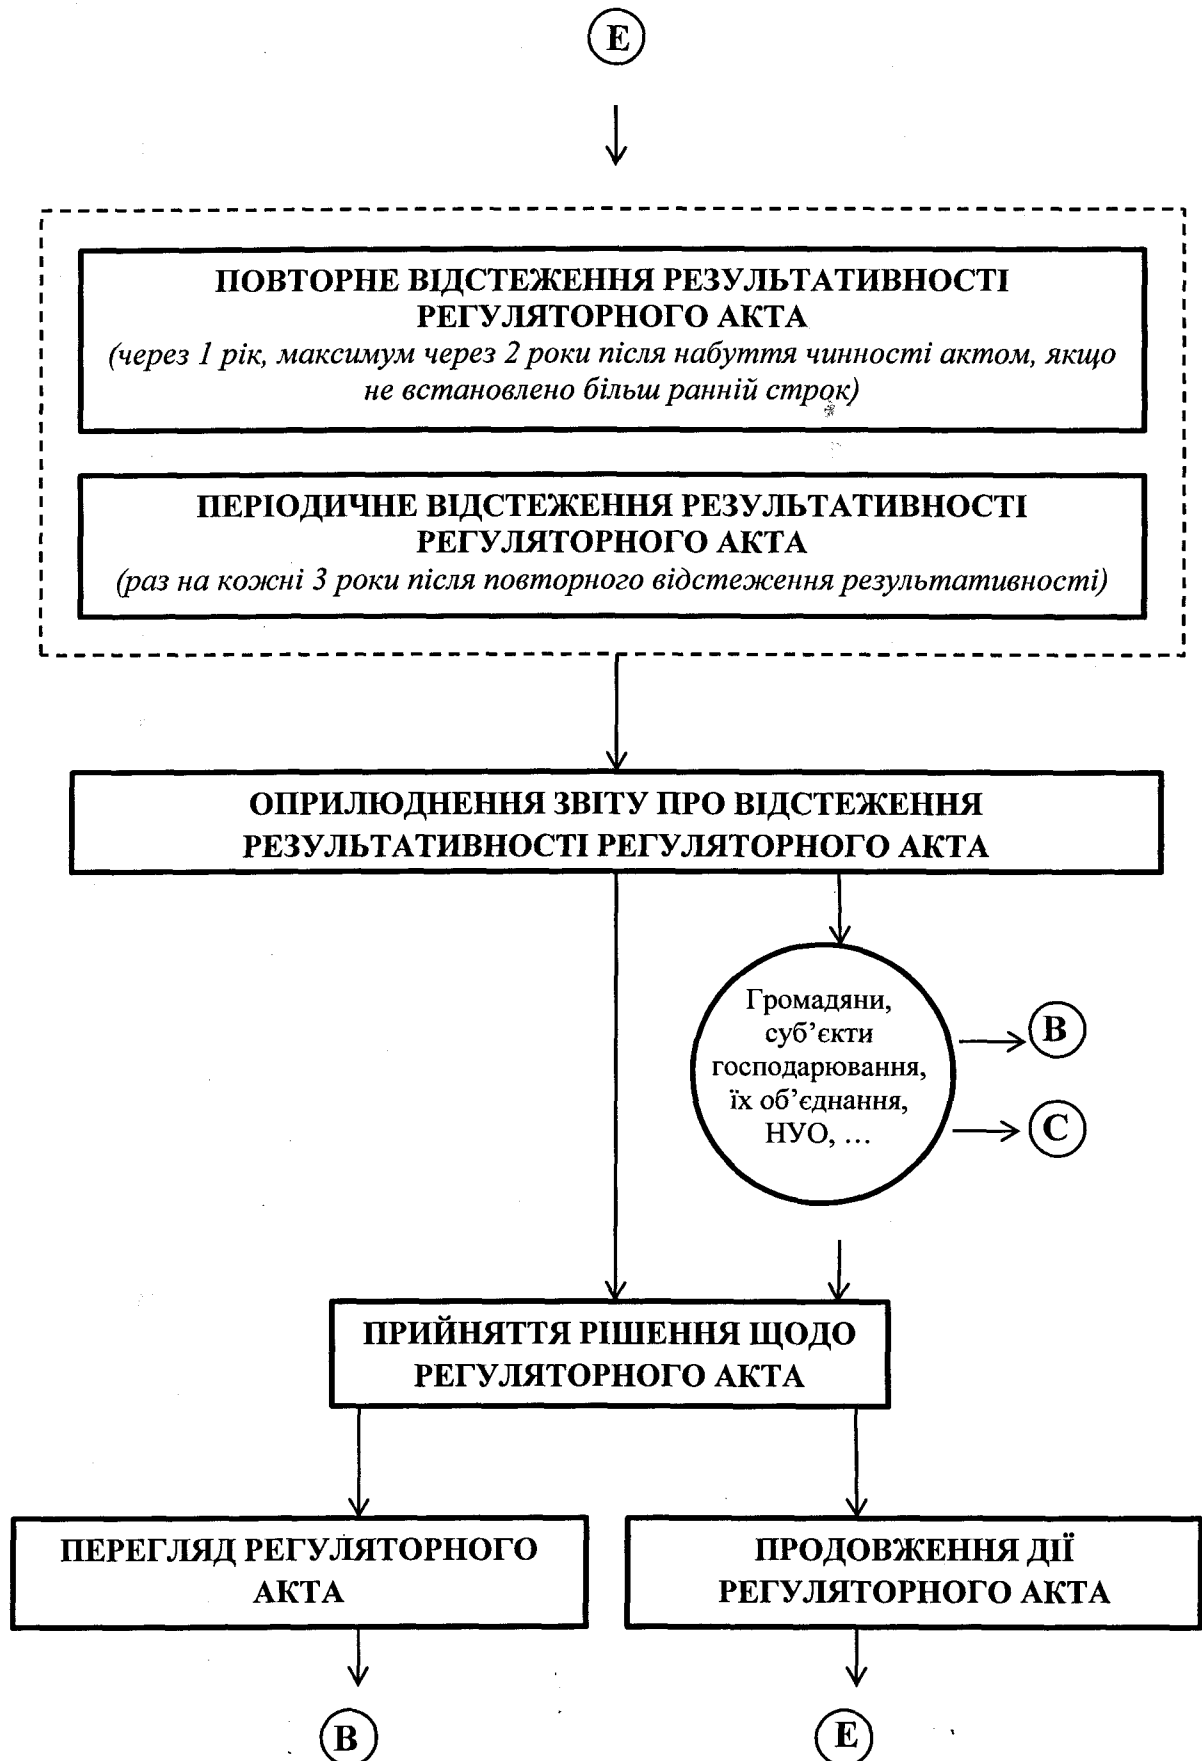 E
ПОВТОРНЕ ВІДСТЕЖЕННЯ РЕЗУЛЬТАТИВНОСТІ
РЕГУЛЯТОРНОГО АКТА
(через 1 рік, максимум через 2 роки після набуття чинності актом, якщо
не встановлено більш ранній строк)
ПЕРІОДИЧНЕ ВІДСТЕЖЕННЯ РЕЗУЛЬТАТИВНОСТІ
РЕГУЛЯТОРНОГО АКТА
(раз на кожні 3 роки після повторного відстеження результативності)
ОПРИЛЮДНЕННЯ ЗВІТУ ПРО ВІДСТЕЖЕННЯ
РЕЗУЛЬТАТИВНОСТІ РЕГУЛЯТОРНОГО АКТА
Громадяни,
суб’єкти
господарювання,
їх об’єднання,
НУО, …
B
C
ПРИЙНЯТТЯ РІШЕННЯ ЩОДО
РЕГУЛЯТОРНОГО АКТА
ПЕРЕГЛЯД РЕГУЛЯТОРНОГО
АКТА
ПРОДОВЖЕННЯ ДІЇ
РЕГУЛЯТОРНОГО АКТА
B
E